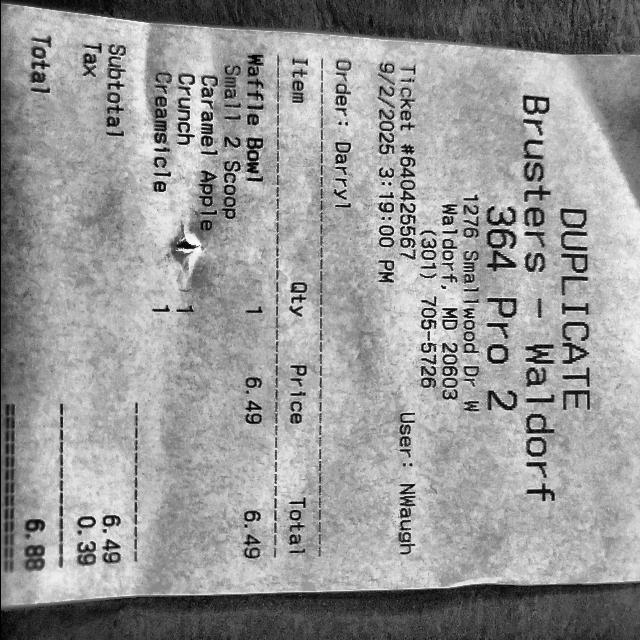 DUPLICATE
Brusters - Waldorf
364 Pro 2
1276 Smallwood Dr W
Waldorf, MD 20603
(301) 705-5726
Ticket #640425567 User: NWaugh
9/2/2025 3:19:00 PM
Order: Darryl
Item Qty Price Total
Waffle Bowl 1 6.49 6.49
Small 2 Scoop
Caramel Apple 1
Crunch
Creamsicle 1
Subtotal 6.49
Tax 0.39
Total 6.88